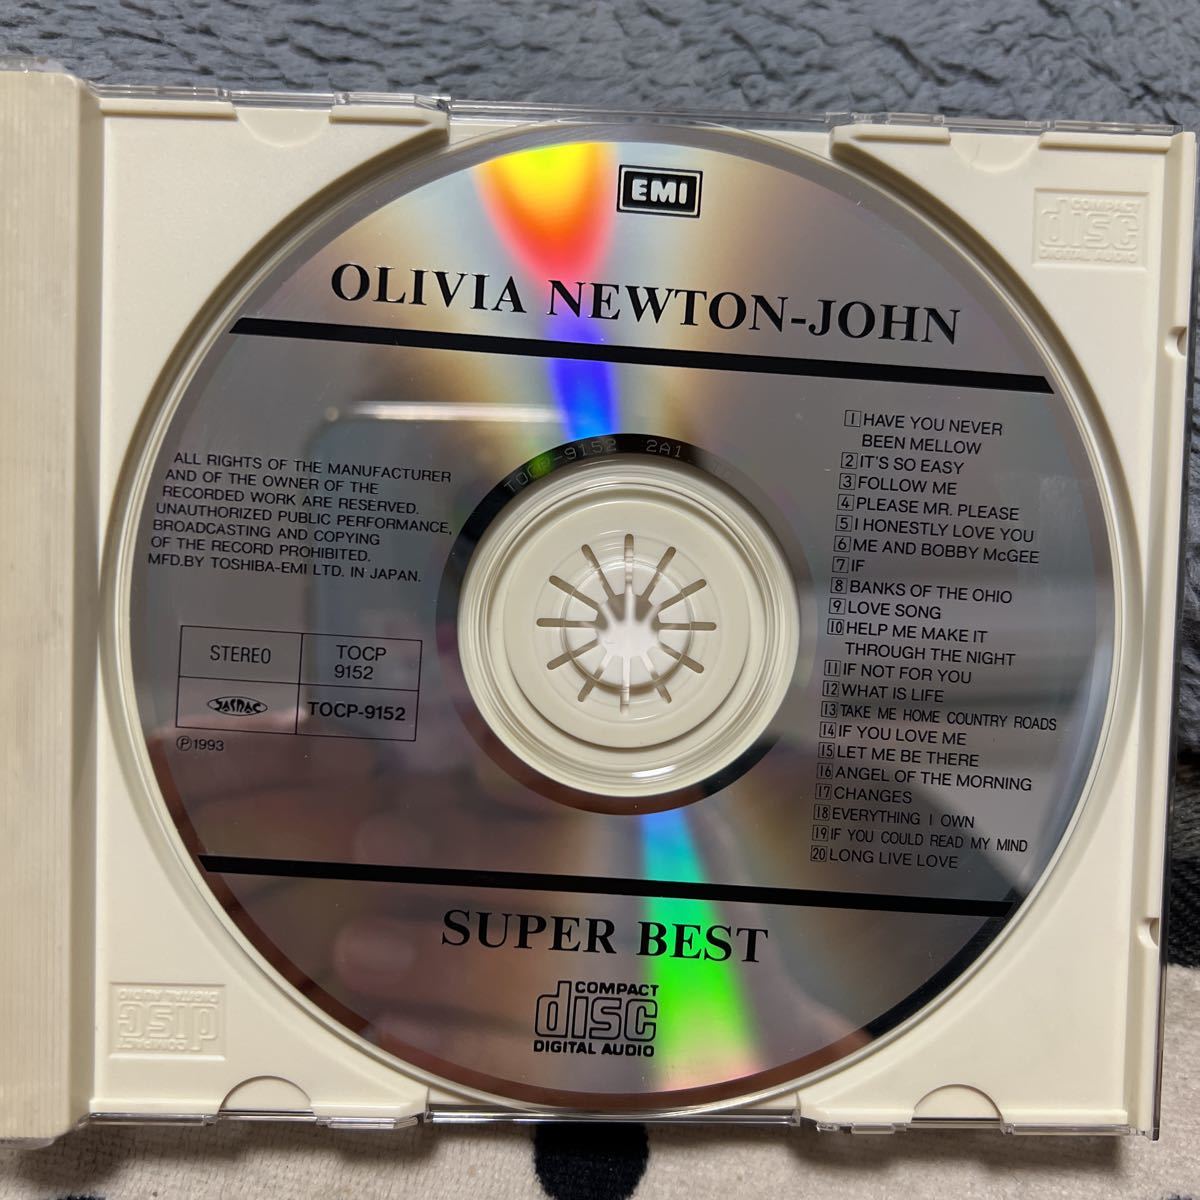 EMI
OLIVIA NEWTON-JOHN
1 HAVE YOU NEVER
BEEN MELLOW
2 IT'S SO EASY
3 FOLLOW ME
4 PLEASE MR. PLEASE
5 I HONESTLY LOVE YOU
6 ME AND BOBBY McGEE
7 IF
8 BANKS OF THE OHIO
9 LOVE SONG
10 HELP ME MAKE IT
THROUGH THE NIGHT
11 IF NOT FOR YOU
12 WHAT IS LIFE
13 TAKE ME HOME COUNTRY ROADS
14 IF YOU LOVE ME
15 LET ME BE THERE
16 ANGEL OF THE MORNING
17 CHANGES
18 EVERYTHING I OWN
19 IF YOU COULD READ MY MIND
20 LONG LIVE LOVE
ALL RIGHTS OF THE MANUFACTURER
AND OF THE OWNER OF THE
RECORDED WORK ARE RESERVED.
UNAUTHORIZED PUBLIC PERFORMANCE,
BROADCASTING AND COPYING
OF THE RECORD PROHIBITED.
MFD.BY TOSHIBA-EMI LTD. IN JAPAN.
TOCP-9152 2A1
STEREO
TOCP
9152
JASRAC
TOCP-9152
℗1993
SUPER BEST
COMPACT
disc
DIGITAL AUDIO
COMPACT
disc
DIGITAL AUDIO
COMPACT
disc
DIGITAL AUDIO